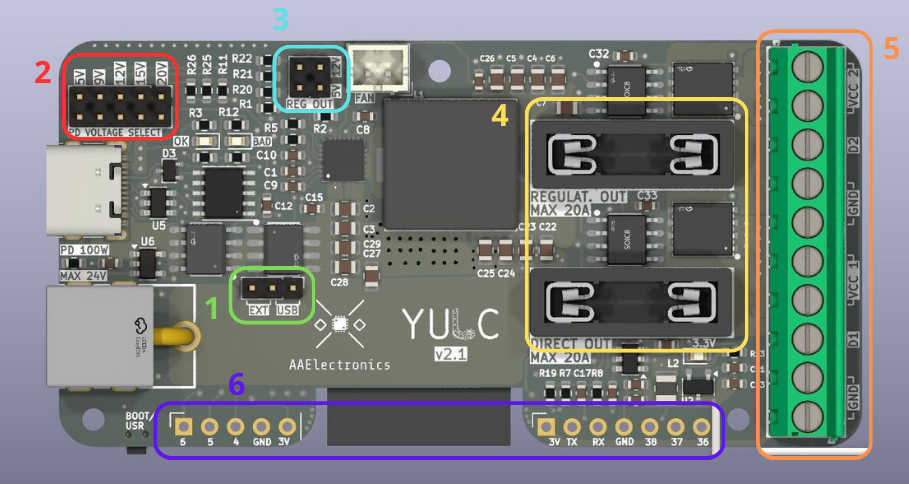 3
2
5V
9V
12V
15V
20V
PD VOLTAGE SELECT
R26
R25
R11
R22
R21
R20
R1
12V
5V
REG OUT
FAN
C26 C5 C4 C6
C32
SOIC8
C7
4
5
VCC 2
D2
GND
VCC 1
D1
GND
R3
R12
R5
R2
C8
OK
BAD
C10
D3
C1
C9
U5
C12
C15
C2
C3
C29
C27
C28
U6
G
G
PD 100W
MAX 24V
REGULAT. OUT
MAX 20A
C33
SOIC8
C23 C22
C25 C24
1
EXT
USB
AAElectronics
YULC
v2.1
DIRECT OUT
MAX 20A
3.3V
L2
R19 R7 C17 R8
6
BOOT/
USR
6 5 4 GND 3V
3V TX RX GND 38 37 36